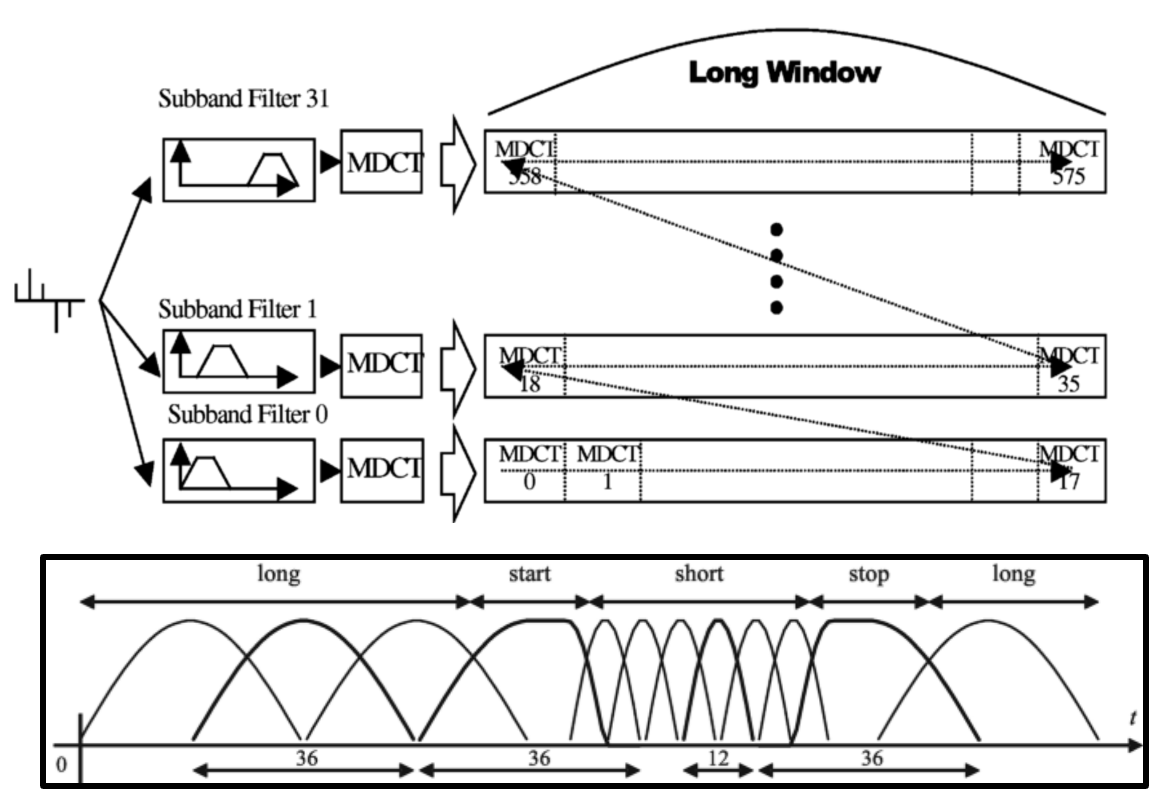 Long Window
Subband Filter 31
MDCT
MDCT
558
MDCT
575
Subband Filter 1
MDCT
MDCT
18
MDCT
35
Subband Filter 0
MDCT
MDCT
0
MDCT
1
MDCT
17
long start short stop long
t
0
36 36 12 36